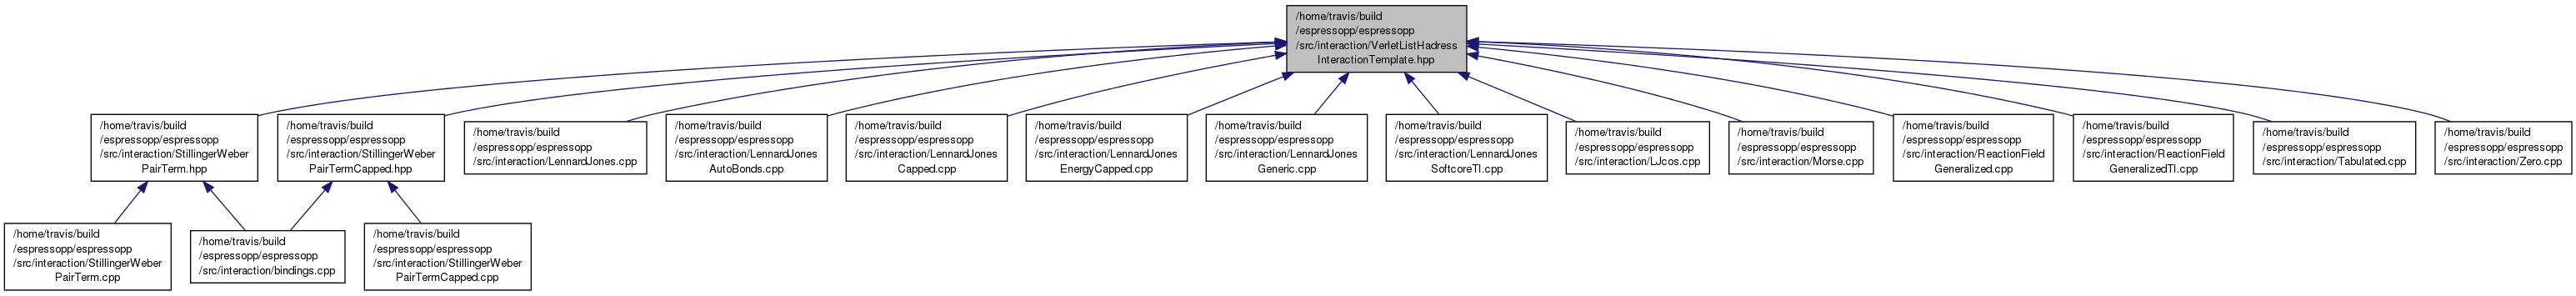 /home/travis/build
/espressopp/espressopp
/src/interaction/VerletListHadress
InteractionTemplate.hpp
/home/travis/build
/espressopp/espressopp
/src/interaction/StillingerWeber
PairTerm.hpp
/home/travis/build
/espressopp/espressopp
/src/interaction/StillingerWeber
PairTermCapped.hpp
/home/travis/build
/espressopp/espressopp
/src/interaction/LennardJones.cpp
/home/travis/build
/espressopp/espressopp
/src/interaction/LennardJones
AutoBonds.cpp
/home/travis/build
/espressopp/espressopp
/src/interaction/LennardJones
Capped.cpp
/home/travis/build
/espressopp/espressopp
/src/interaction/LennardJones
EnergyCapped.cpp
/home/travis/build
/espressopp/espressopp
/src/interaction/LennardJones
Generic.cpp
/home/travis/build
/espressopp/espressopp
/src/interaction/LennardJones
SoftcoreTI.cpp
/home/travis/build
/espressopp/espressopp
/src/interaction/LJcos.cpp
/home/travis/build
/espressopp/espressopp
/src/interaction/Morse.cpp
/home/travis/build
/espressopp/espressopp
/src/interaction/ReactionField
Generalized.cpp
/home/travis/build
/espressopp/espressopp
/src/interaction/ReactionField
GeneralizedTI.cpp
/home/travis/build
/espressopp/espressopp
/src/interaction/Tabulated.cpp
/home/travis/build
/espressopp/espressopp
/src/interaction/Zero.cpp
/home/travis/build
/espressopp/espressopp
/src/interaction/StillingerWeber
PairTerm.cpp
/home/travis/build
/espressopp/espressopp
/src/interaction/bindings.cpp
/home/travis/build
/espressopp/espressopp
/src/interaction/StillingerWeber
PairTermCapped.cpp